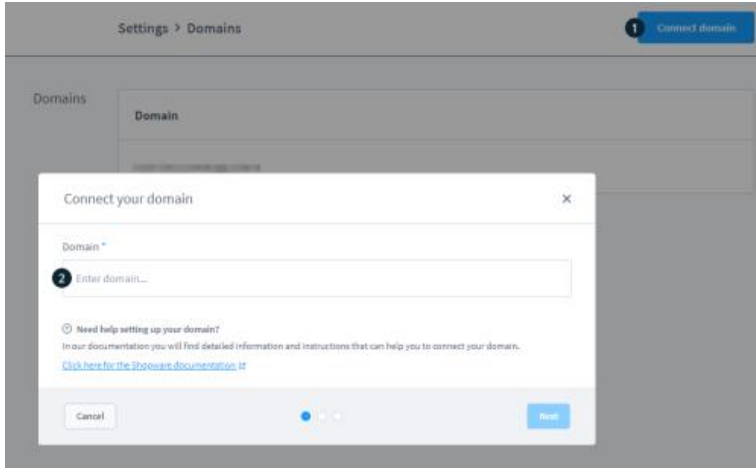 Settings > Domains
1 Connect domain
Domains
Domain
Connect your domain
Domain *
2 Enter domain...
Need help setting up your domain?
In our documentation you will find detailed information and instructions that can help you to connect your domain.
Click here for the Shopware documentation
Cancel
Next